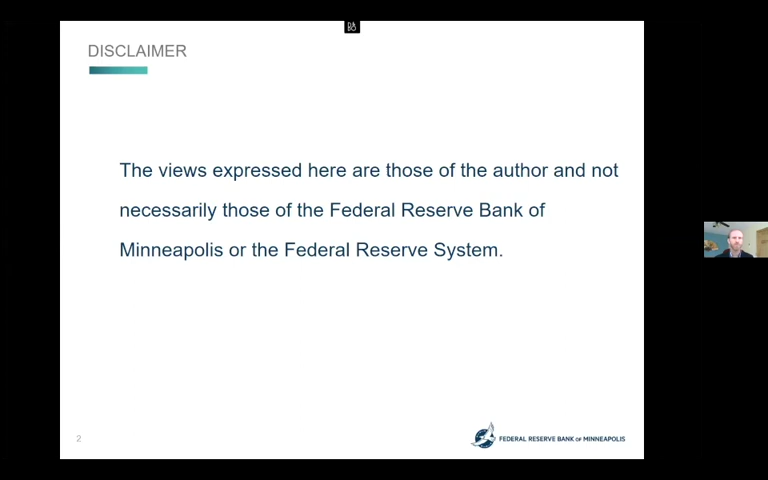 DISCLAIMER
The views expressed here are those of the author and not
necessarily those of the Federal Reserve Bank of
Minneapolis or the Federal Reserve System.
2
FEDERAL RESERVE BANK OF MINNEAPOLIS